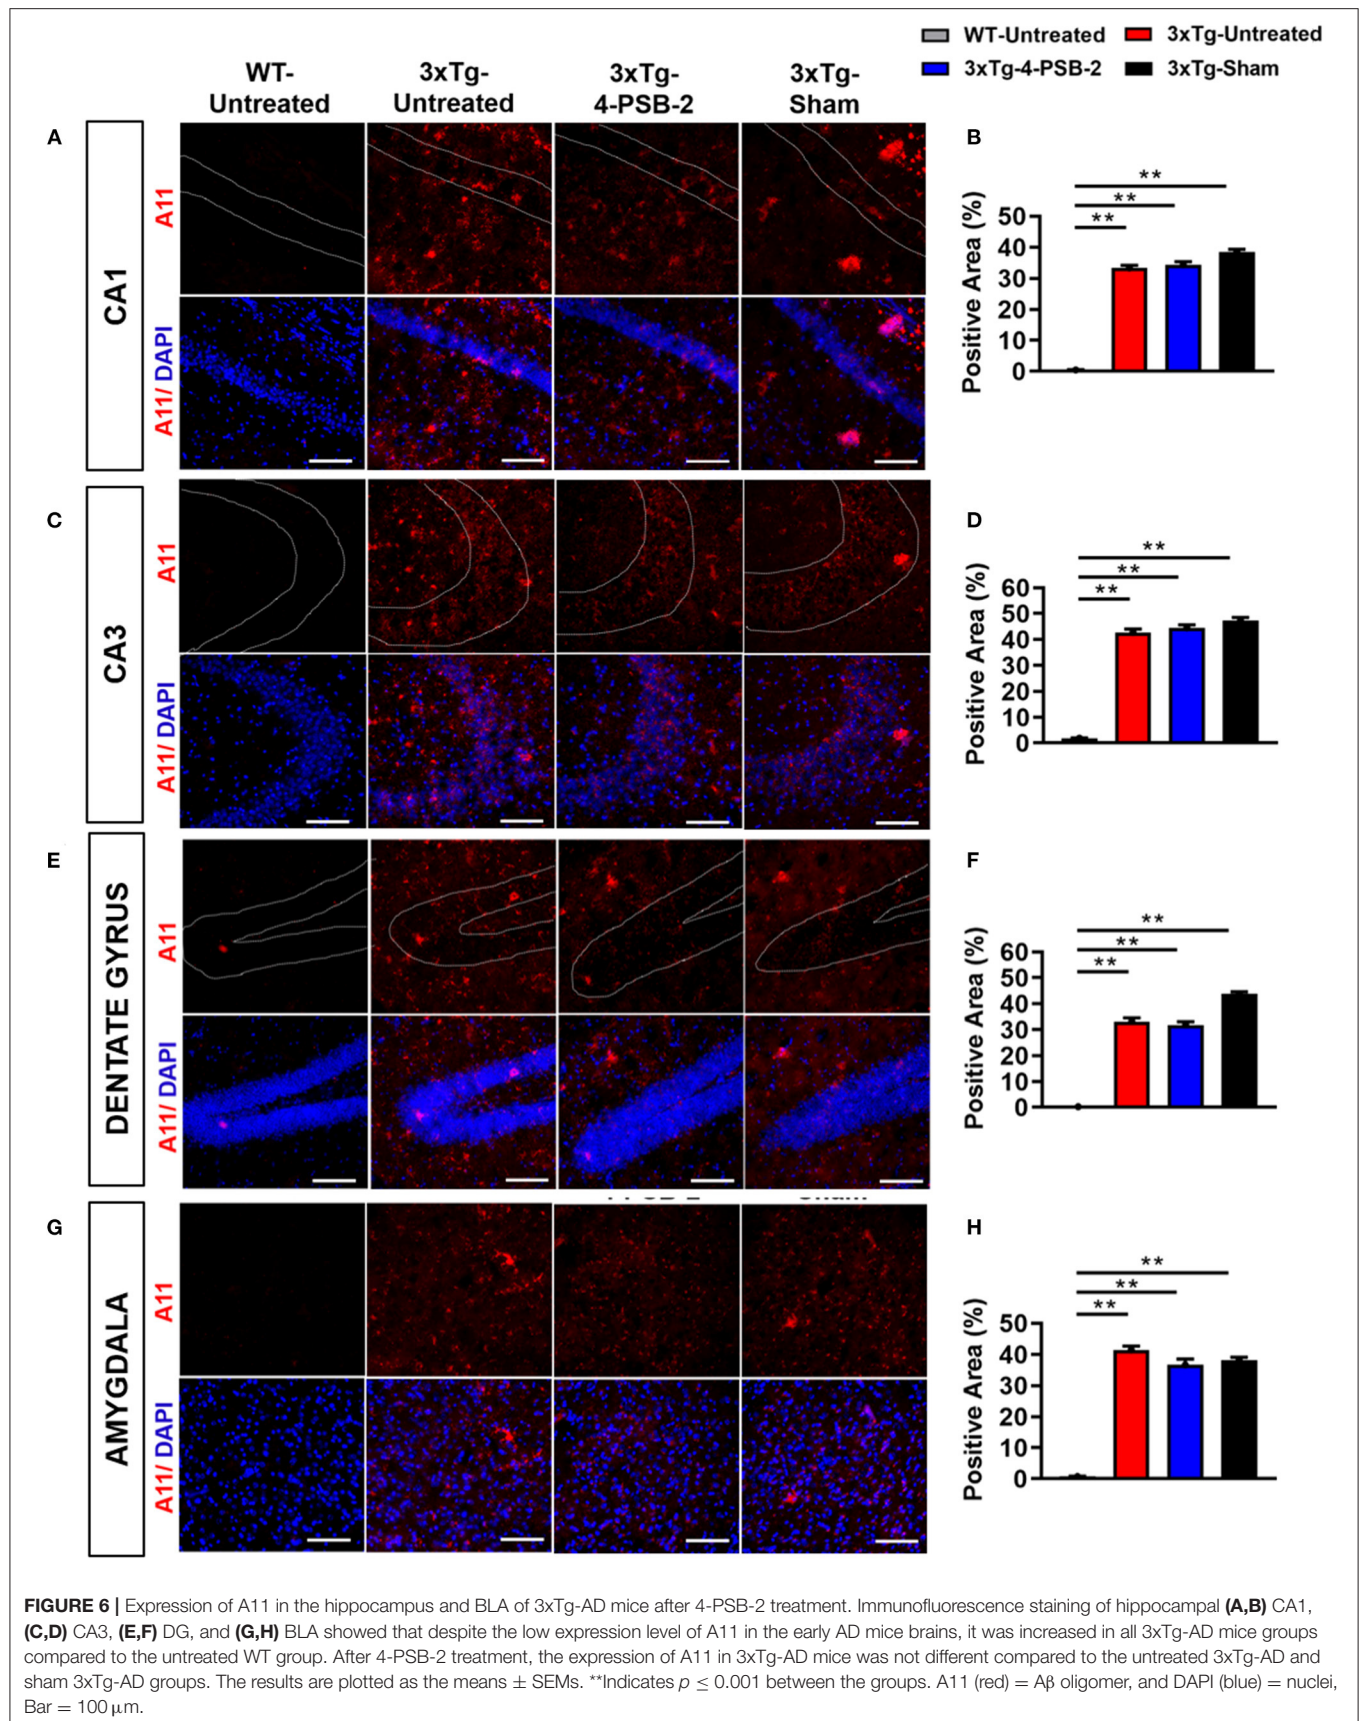 WT-Untreated 3xTg-Untreated
3xTg-4-PSB-2 3xTg-Sham
WT-
Untreated
3xTg-
Untreated
3xTg-
4-PSB-2
3xTg-
Sham
A
CA1
A11
A11/ DAPI
B
**
**
**
Positive Area (%)
50
40
30
20
10
0
C
CA3
A11
A11/ DAPI
D
**
**
**
Positive Area (%)
60
50
40
30
20
10
0
E
DENTATE GYRUS
A11
A11/ DAPI
F
**
**
**
Positive Area (%)
60
50
40
30
20
10
0
G
AMYGDALA
A11
A11/ DAPI
H
**
**
**
Positive Area (%)
50
40
30
20
10
0
FIGURE 6 | Expression of A11 in the hippocampus and BLA of 3xTg-AD mice after 4-PSB-2 treatment. Immunofluorescence staining of hippocampal (A,B) CA1,
(C,D) CA3, (E,F) DG, and (G,H) BLA showed that despite the low expression level of A11 in the early AD mice brains, it was increased in all 3xTg-AD mice groups
compared to the untreated WT group. After 4-PSB-2 treatment, the expression of A11 in 3xTg-AD mice was not different compared to the untreated 3xTg-AD and
sham 3xTg-AD groups. The results are plotted as the means ± SEMs. **Indicates p ≤ 0.001 between the groups. A11 (red) = Aβ oligomer, and DAPI (blue) = nuclei,
Bar = 100 μm.